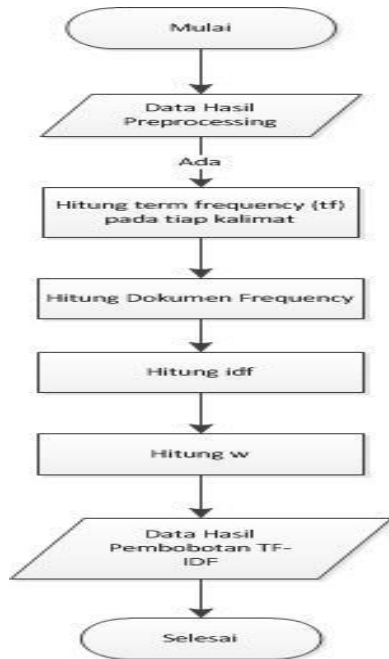 Mulai
Data Hasil
Preprocessing
Ada
Hitung term frequency (tf)
pada tiap kalimat
Hitung Dokumen Frequency
Hitung idf
Hitung w
Data Hasil
Pembobotan TF-
IDF
Selesai